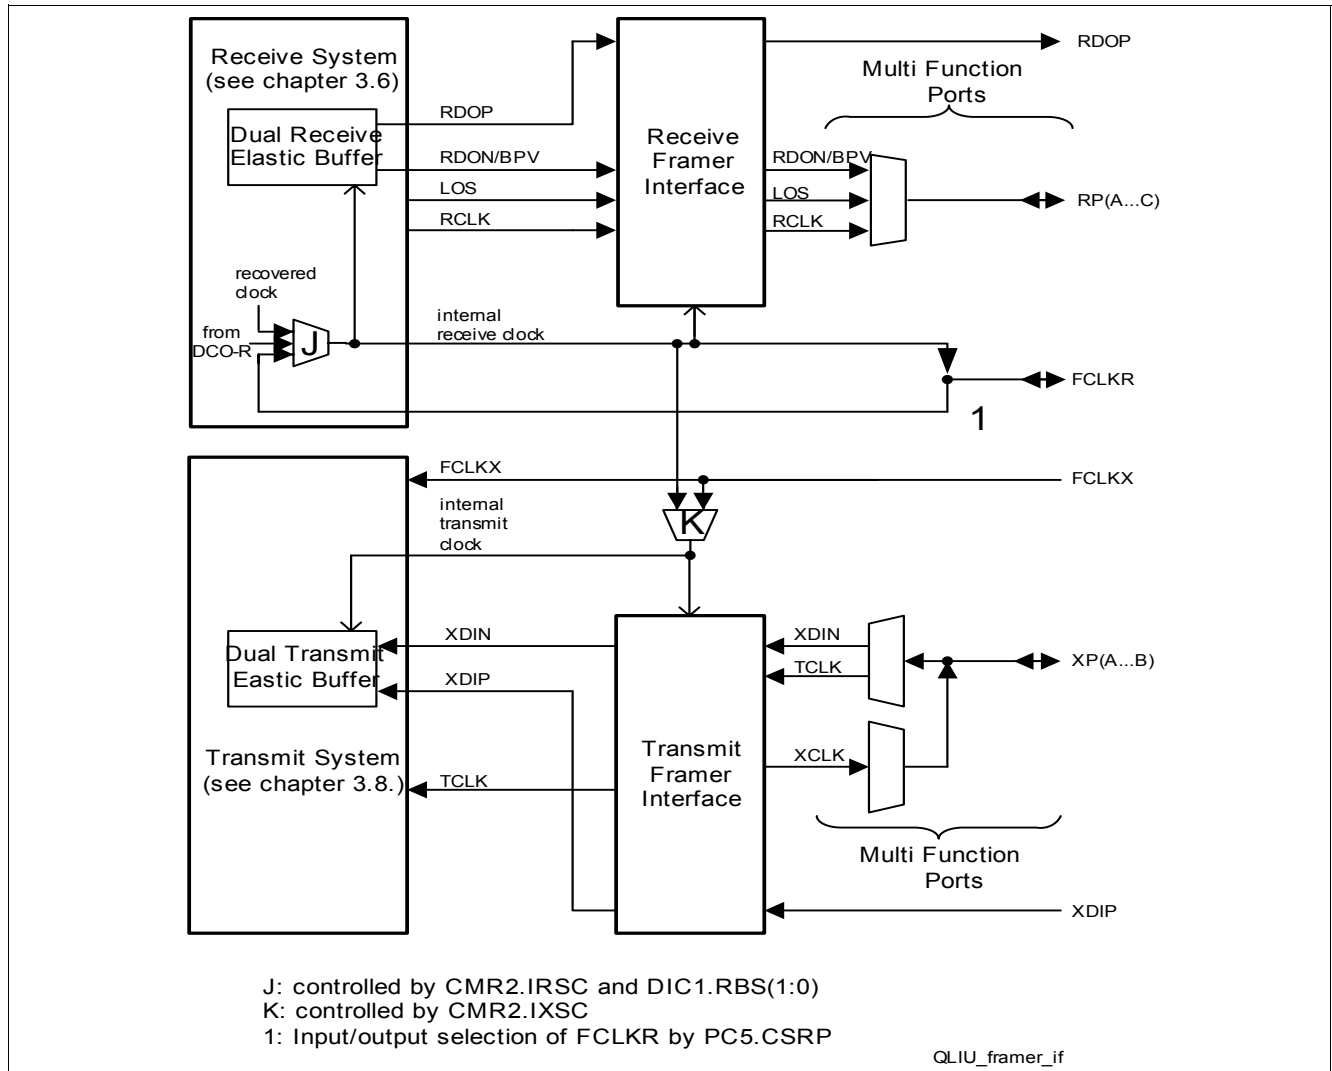 Receive System
(see chapter 3.6)
Dual Receive
Elastic Buffer
RDOP
RDON/BPV
LOS
RCLK
Receive
Framer
Interface
RDOP
Multi Function
Ports
RDON/BPV
LOS
RCLK
RP(A...C)
recovered
clock
from
DCO-R
J
internal
receive clock
FCLKR
1
FCLKX
FCLKX
internal
transmit
clock
K
Dual Transmit
Eastic Buffer
XDIN
XDIP
Transmit System
(see chapter 3.8.)
TCLK
Transmit
Framer
Interface
XDIN
TCLK
XP(A...B)
XCLK
Multi Function
Ports
XDIP
J: controlled by CMR2.IRSC and DIC1.RBS(1:0)
K: controlled by CMR2.IXSC
1: Input/output selection of FCLKR by PC5.CSRP
QLIU_framer_if